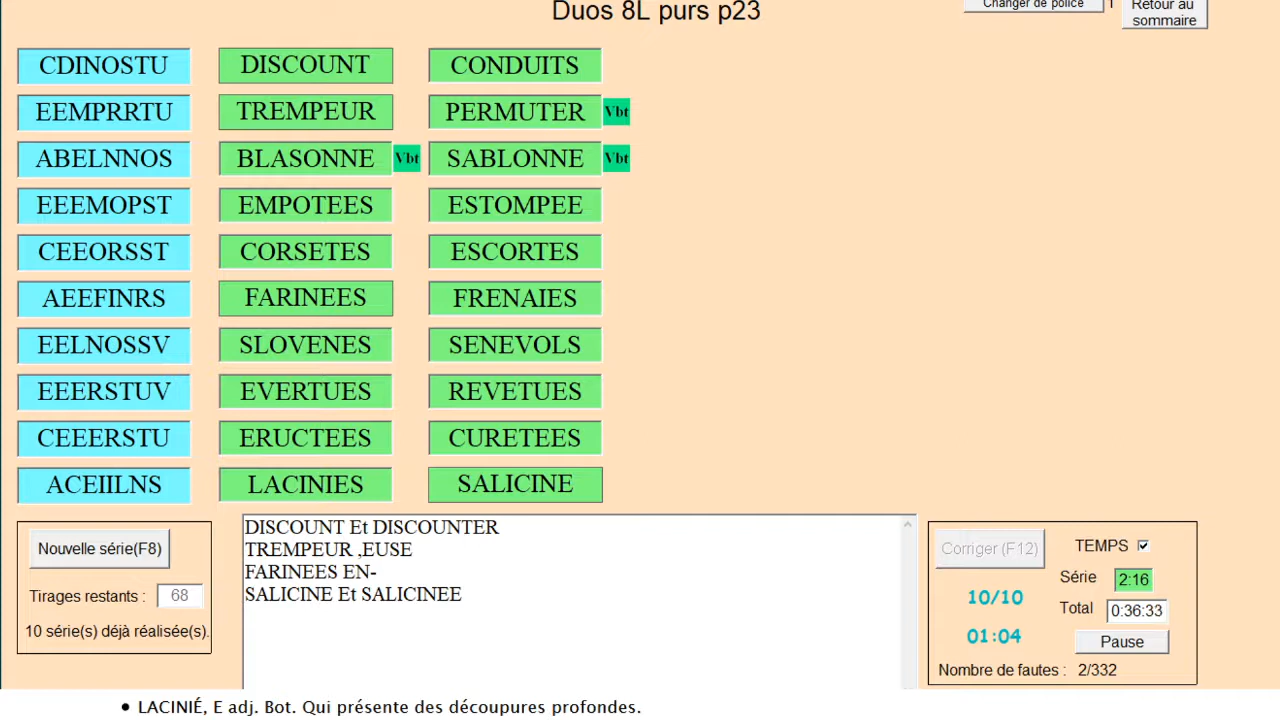 Duos 8L purs p23
Changer de police 1 Retour au sommaire
CDINOSTU DISCOUNT CONDUITS
EEMPRRTU TREMPEUR PERMUTER Vbt
ABELNNOS BLASONNE Vbt SABLONNE Vbt
EEEMOPST EMPOTEES ESTOMPEE
CEEORSST CORSETES ESCORTES
AEEFINRS FARINEES FRENAIES
EELNOSSV SLOVENES SENEVOLS
EEERSTUV EVERTUES REVETUES
CEEERSTU ERUCTEES CURETEES
ACEIILNS LACINIES SALICINE
Nouvelle série(F8)
Tirages restants : 68
10 série(s) déjà réalisée(s).
DISCOUNT Et DISCOUNTER
TREMPEUR ,EUSE
FARINEES EN-
SALICINE Et SALICINEE
Corriger (F12) TEMPS
10/10 Série 2:16
01:04 Total 0:36:33
Pause
Nombre de fautes : 2/332
• LACINIÉ, E adj. Bot. Qui présente des découpures profondes.